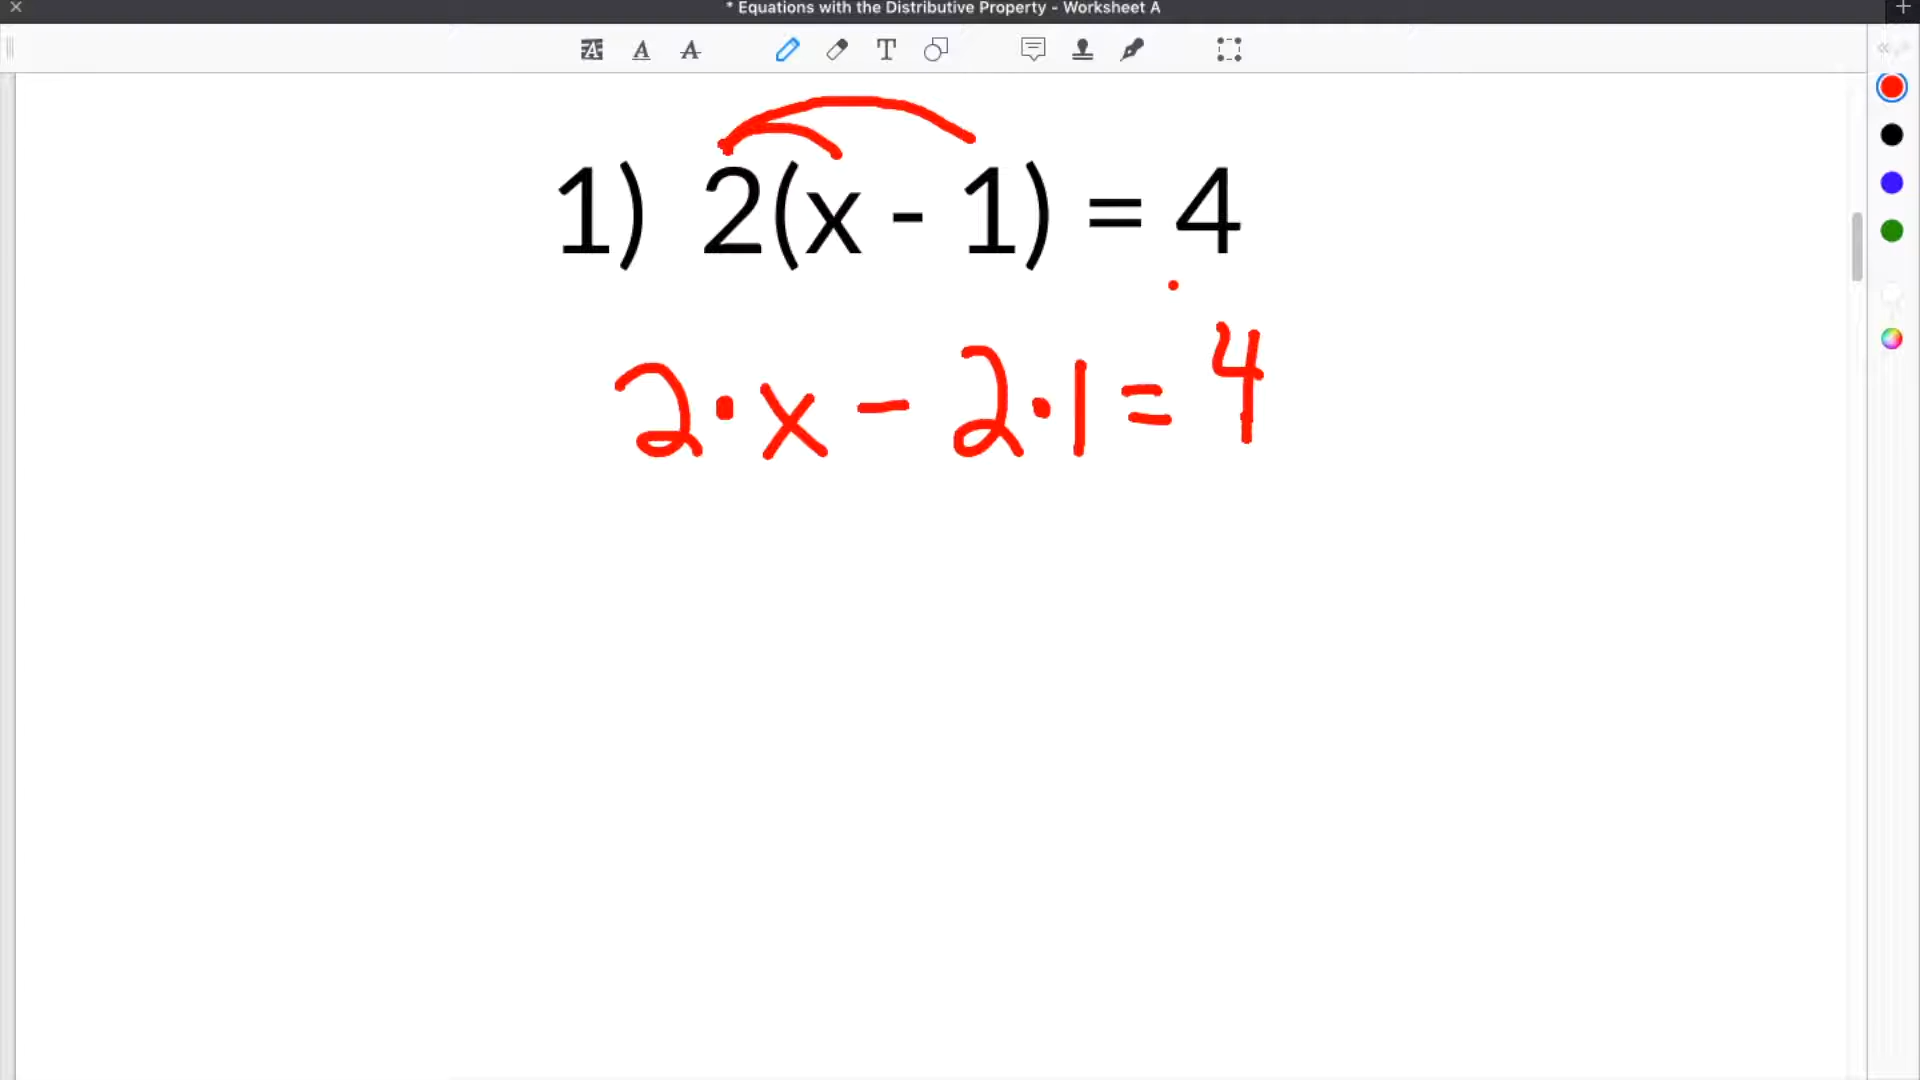 * Equations with the Distributive Property - Worksheet A
1) 2(x - 1) = 4
2·x - 2·1 = 4